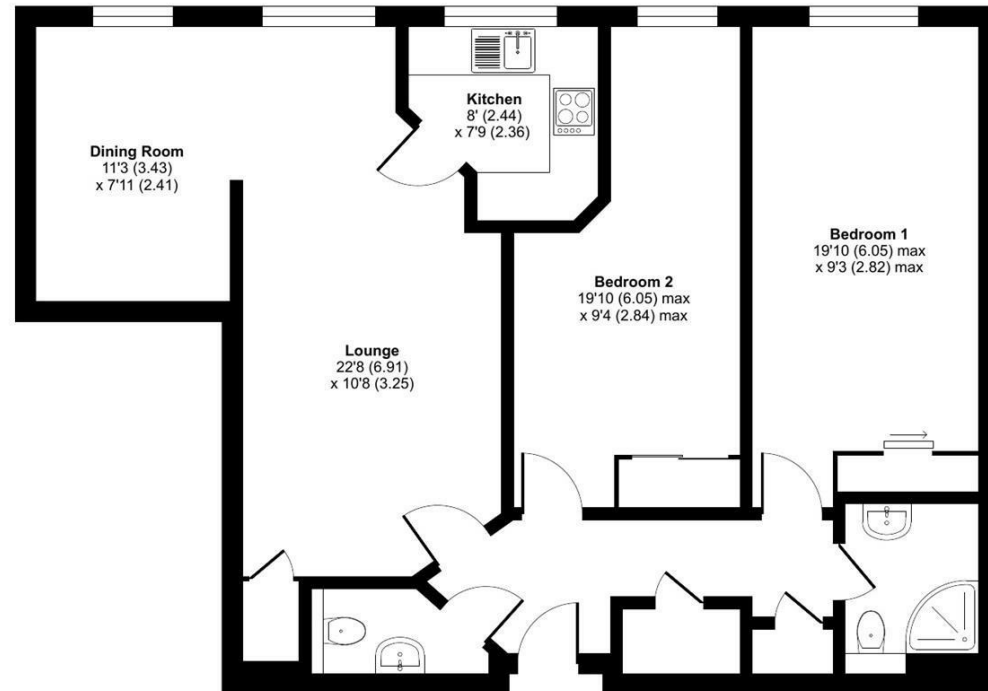 Kitchen
8' (2.44)
x 7'9 (2.36)
Dining Room
11'3 (3.43)
x 7'11 (2.41)
Bedroom 1
19'10 (6.05) max
x 9'3 (2.82) max
Bedroom 2
19'10 (6.05) max
x 9'4 (2.84) max
Lounge
22'8 (6.91)
x 10'8 (3.25)